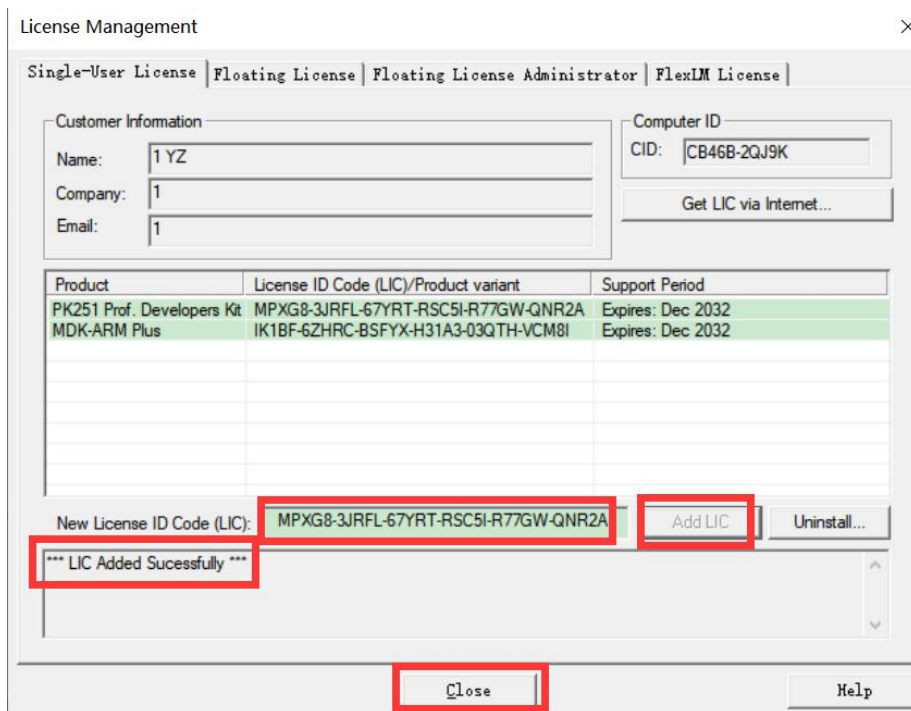 License Management
Single-User License Floating License Floating License Administrator FlexLM License
Customer Information
Name: 1 YZ
Company: 1
Email: 1
Computer ID
CID: CB46B-2QJ9K
Get LIC via Internet...
Product License ID Code (LIC)/Product variant Support Period
PK251 Prof. Developers Kit MPXG8-3JRFL-67YRT-RSC5I-R77GW-QNR2A Expires: Dec 2032
MDK-ARM Plus IK1BF-6ZHRC-BSFYX-H31A3-03QTH-VCM8I Expires: Dec 2032
New License ID Code (LIC): MPXG8-3JRFL-67YRT-RSC5I-R77GW-QNR2A Add LIC Uninstall...
*** LIC Added Sucessfully ***
Close Help